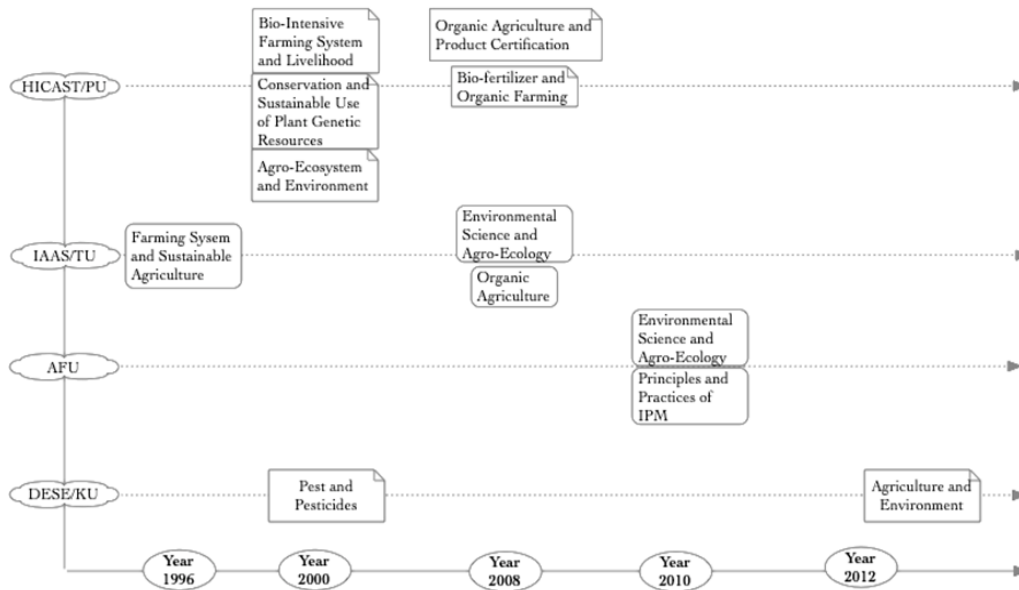 Bio-Intensive
Farming System
and Livelihood
Organic Agriculture and
Product Certification
HICAST/PU
Conservation and
Sustainable Use
of Plant Genetic
Resources
Bio-fertilizer and
Organic Farming
Agro-Ecosystem
and Environment
IAAS/TU
Farming Sysem
and Sustainable
Agriculture
Environmental
Science and
Agro-Ecology
Organic
Agriculture
AFU
Environmental
Science and
Agro-Ecology
Principles and
Practices of
IPM
DESE/KU
Pest and
Pesticides
Agriculture and
Environment
Year
1996
Year
2000
Year
2008
Year
2010
Year
2012